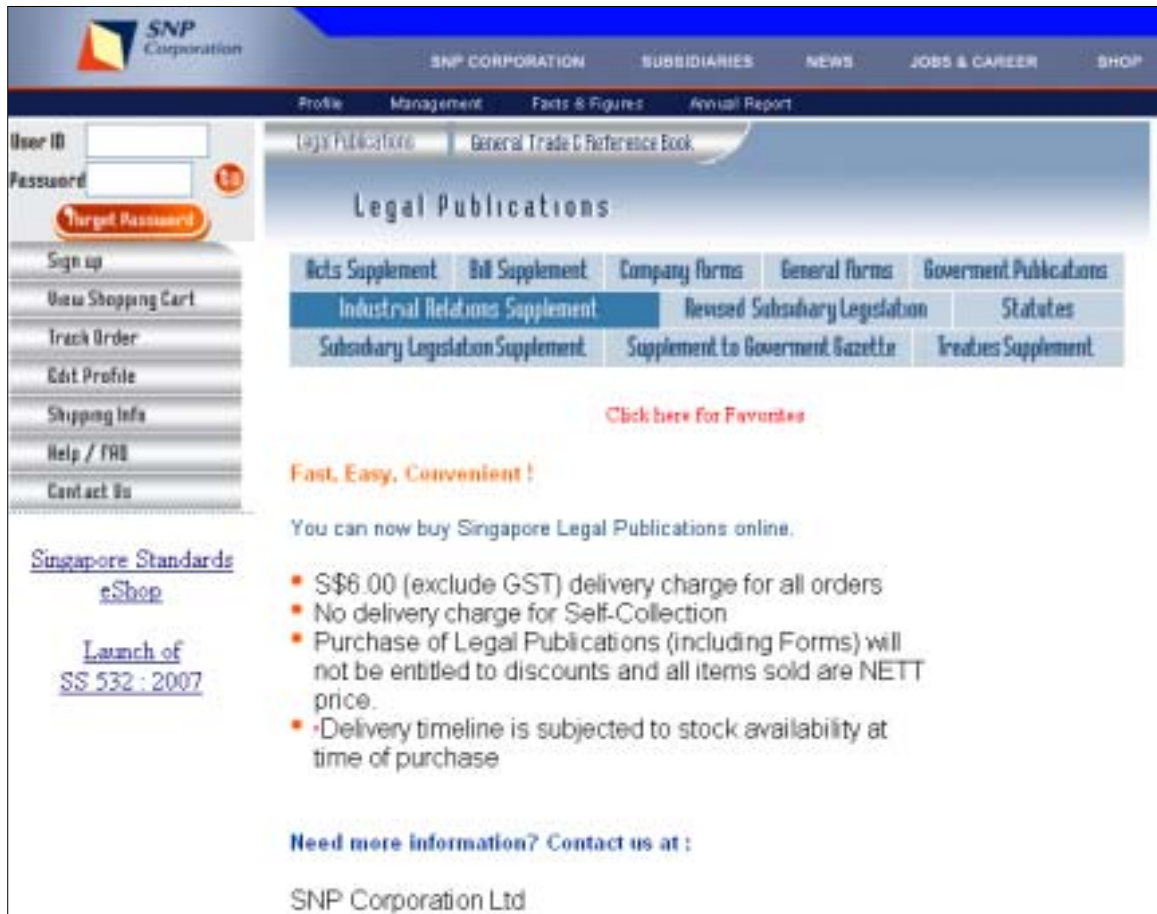 SNP
Corporation
SNP CORPORATION SUBSIDIARIES NEWS JOBS & CAREER SHOP
Profile Management Facts & Figures Annual Report
User ID
Password
Go
Forget Password
Sign up
View Shopping Cart
Track Order
Edit Profile
Shipping Info
Help / FAQ
Contact Us
Singapore Standards
eShop
Launch of
SS 532 : 2007
Legal Publications General Trade & Reference Book
Legal Publications
Acts Supplement Bill Supplement Company Forms General Forms Goverment Publications
Industrial Relations Supplement Revised Subsidiary Legislation Statutes
Subsidiary Legislation Supplement Supplement to Goverment Gazette Treaties Supplement
Click here for Favorites
Fast, Easy, Convenient !
You can now buy Singapore Legal Publications online.
• S$6.00 (exclude GST) delivery charge for all orders
• No delivery charge for Self-Collection
• Purchase of Legal Publications (including Forms) will
not be entitled to discounts and all items sold are NETT
price.
• *Delivery timeline is subjected to stock availability at
time of purchase
Need more information? Contact us at :
SNP Corporation Ltd